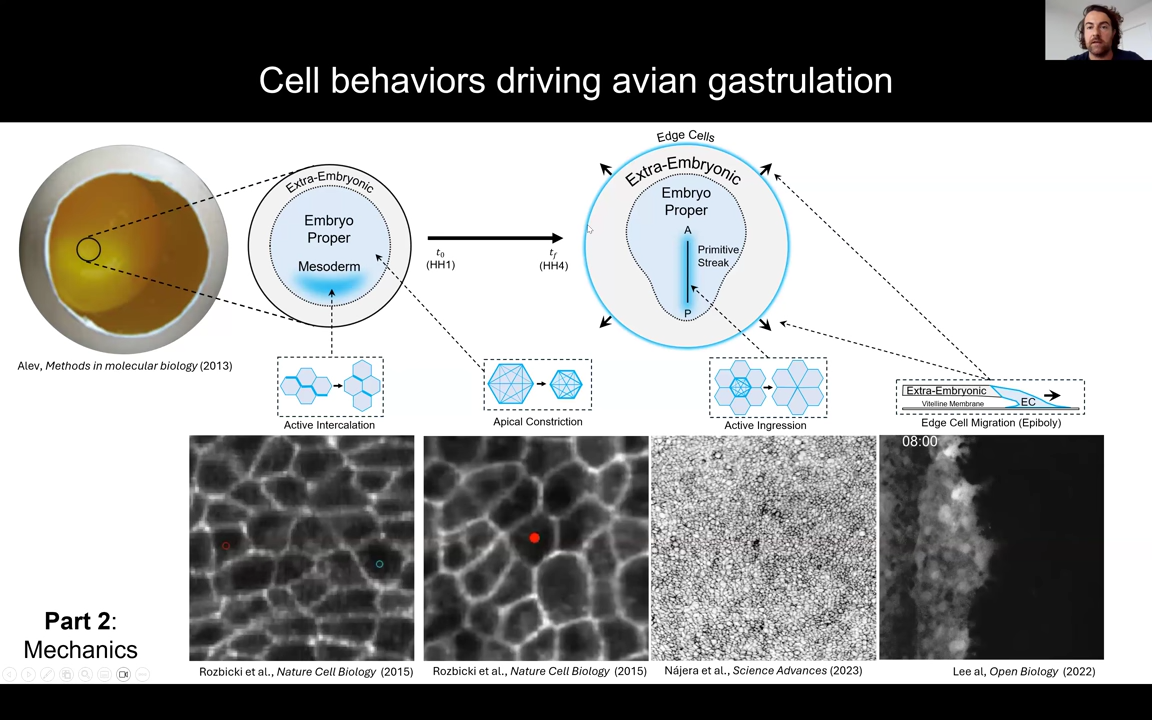 Cell behaviors driving avian gastrulation
Edge Cells
Extra-Embryonic
Extra-Embryonic
Embryo
Proper
Mesoderm
t₀
(HH1)
t_f
(HH4)
Embryo
Proper
A
Primitive
Streak
P
Alev, Methods in molecular biology (2013)
Extra-Embryonic
Vitelline Membrane
EC
Active Intercalation
Apical Constriction
Active Ingression
Edge Cell Migration (Epiboly)
08:00
Part 2:
Mechanics
Rozbicki et al., Nature Cell Biology (2015)
Rozbicki et al., Nature Cell Biology (2015)
Nájera et al., Science Advances (2023)
Lee al, Open Biology (2022)